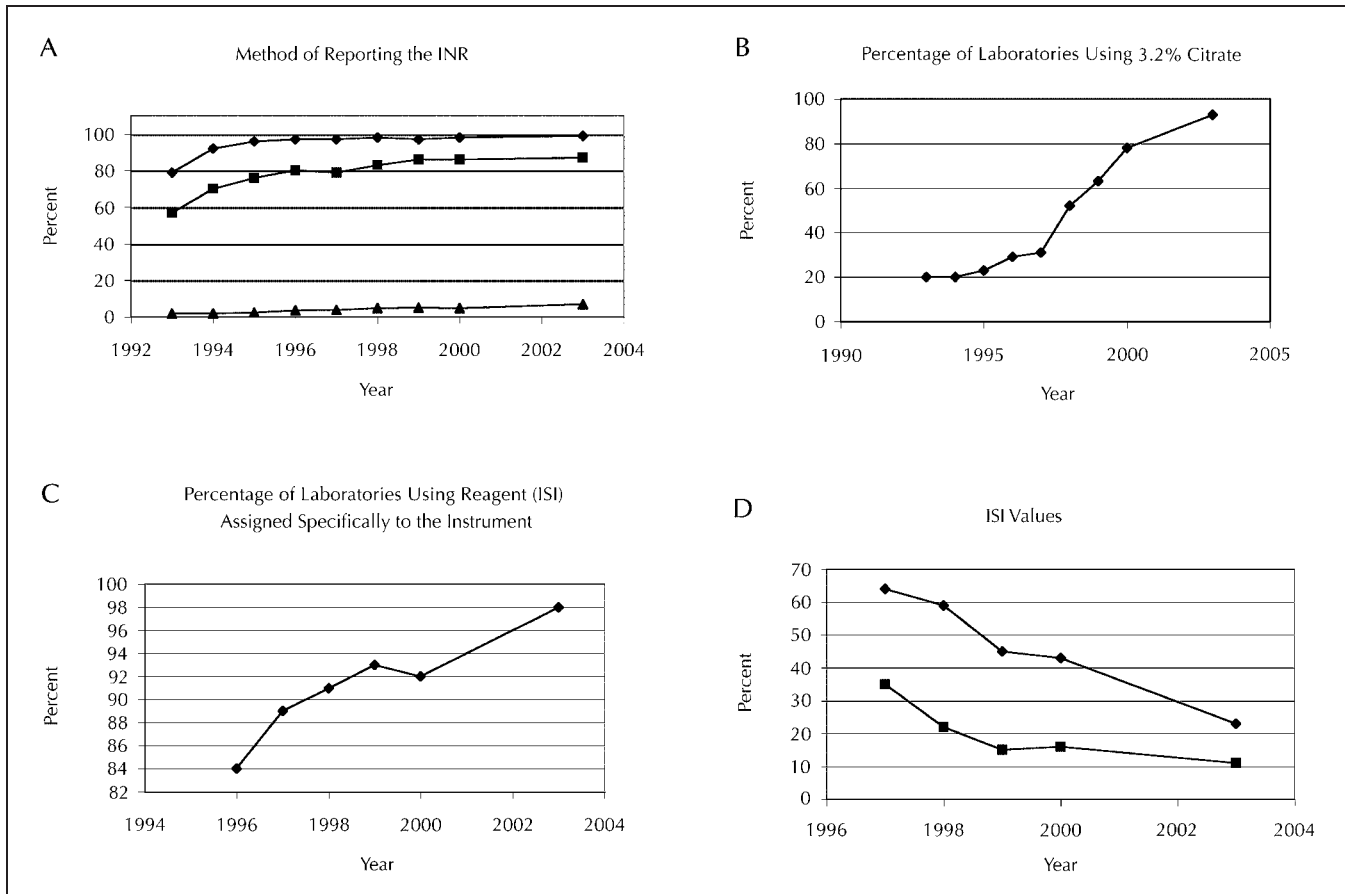 A
Method of Reporting the INR
Percent
100
80
60
40
20
0
1992 1994 1996 1998 2000 2002 2004
Year
B
Percentage of Laboratories Using 3.2% Citrate
Percent
100
80
60
40
20
0
1990 1995 2000 2005
Year
C
Percentage of Laboratories Using Reagent (ISI)
Assigned Specifically to the Instrument
Percent
100
98
96
94
92
90
88
86
84
82
1994 1996 1998 2000 2002 2004
Year
D
ISI Values
Percent
70
60
50
40
30
20
10
0
1996 1998 2000 2002 2004
Year